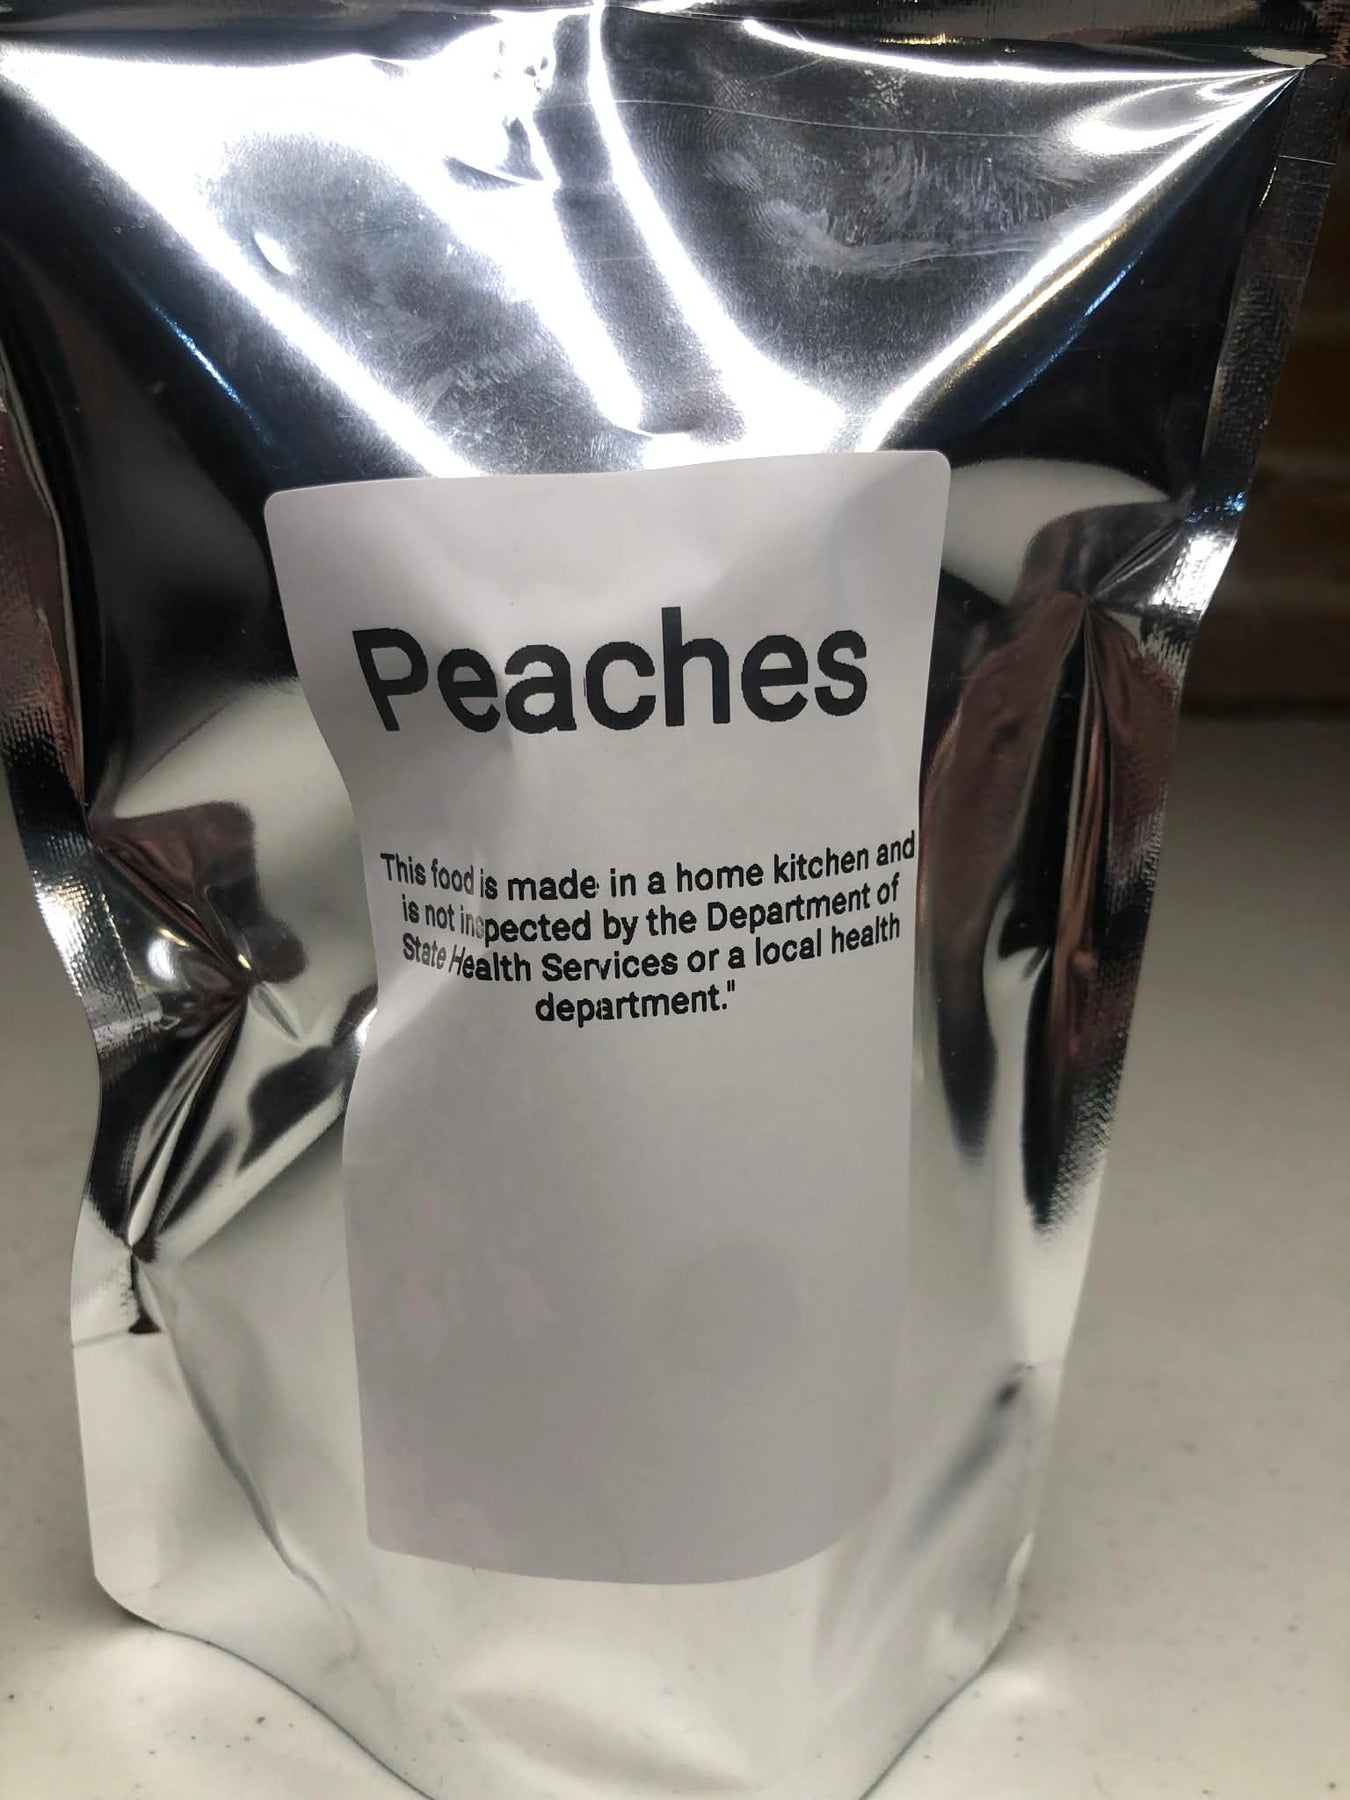 Peaches
This food is made in a home kitchen and
is not inspected by the Department of
State Health Services or a local health
department."